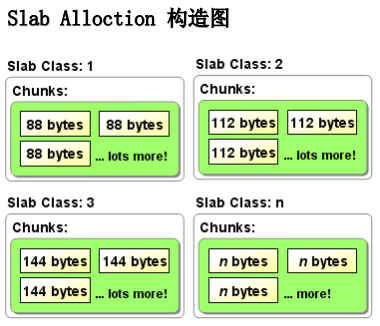 Slab Alloction 构造图
Slab Class: 1
Chunks:
88 bytes 88 bytes
88 bytes ... lots more!
Slab Class: 2
Chunks:
112 bytes 112 bytes
112 bytes ... lots more!
Slab Class: 3
Chunks:
144 bytes 144 bytes
144 bytes ... lots more!
Slab Class: n
Chunks:
n bytes n bytes
n bytes ... more!